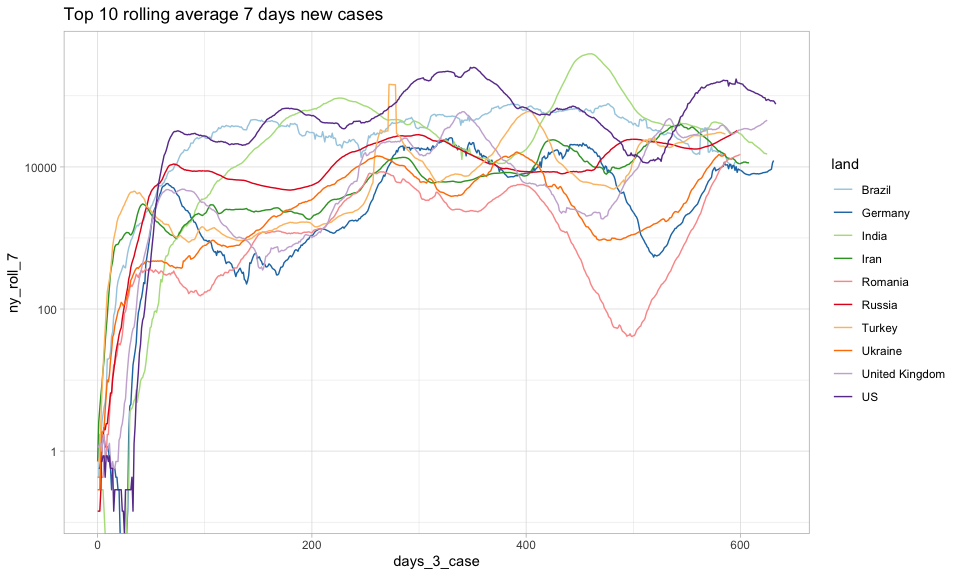 Top 10 rolling average 7 days new cases
ny_roll_7
10000
100
1
0
200
400
600
days_3_case
land
Brazil
Germany
India
Iran
Romania
Russia
Turkey
Ukraine
United Kingdom
US